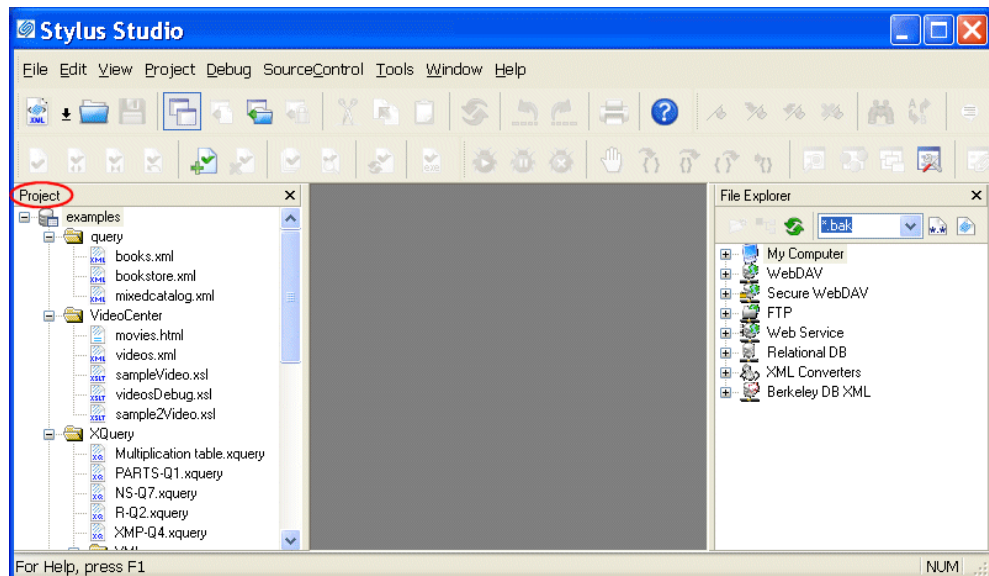 Stylus Studio
File Edit View Project Debug SourceControl Tools Window Help
Project
examples
query
books.xml
bookstore.xml
mixedcatalog.xml
VideoCenter
movies.html
videos.xml
sampleVideo.xsl
videosDebug.xsl
sample2Video.xsl
XQuery
Multiplication table.xquery
PARTS-Q1.xquery
NS-Q7.xquery
R-Q2.xquery
XMP-Q4.xquery
File Explorer
*.bak
My Computer
WebDAV
Secure WebDAV
FTP
Web Service
Relational DB
XML Converters
Berkeley DB XML
For Help, press F1
NUM